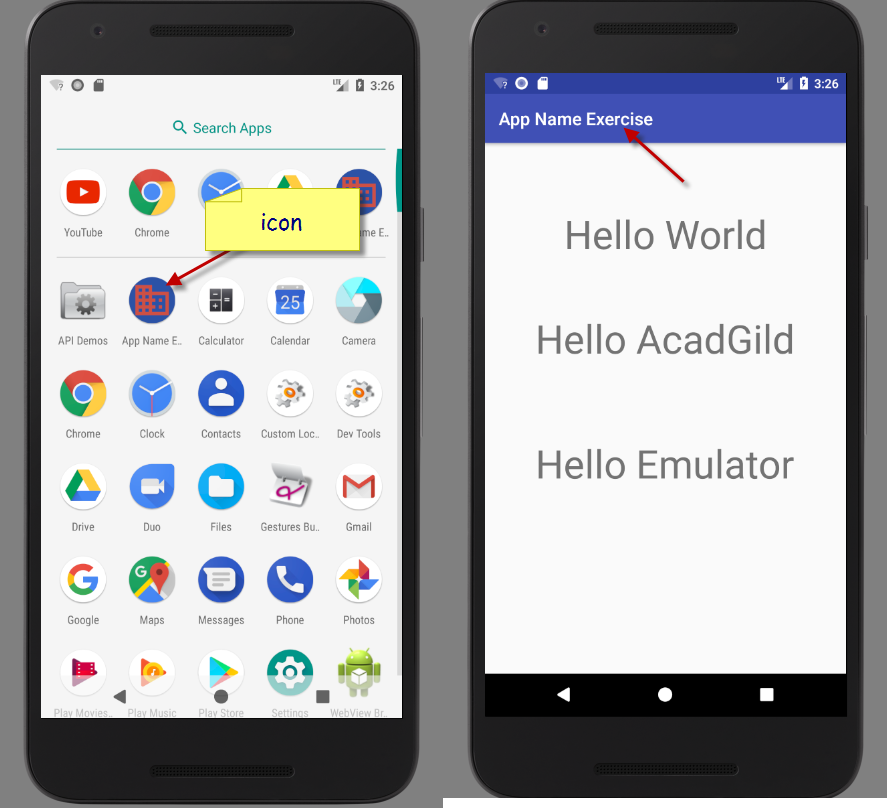 LTE 3:26
Search Apps
YouTube Chrome me E..
icon
API Demos App Name E.. Calculator Calendar Camera
25
Chrome Clock Contacts Custom Loc.. Dev Tools
Drive Duo Files Gestures Bu.. Gmail
Google Maps Messages Phone Photos
Play Movies.. Play Music Play Store Settings WebView Br..
LTE 3:26
App Name Exercise
Hello World
Hello AcadGild
Hello Emulator